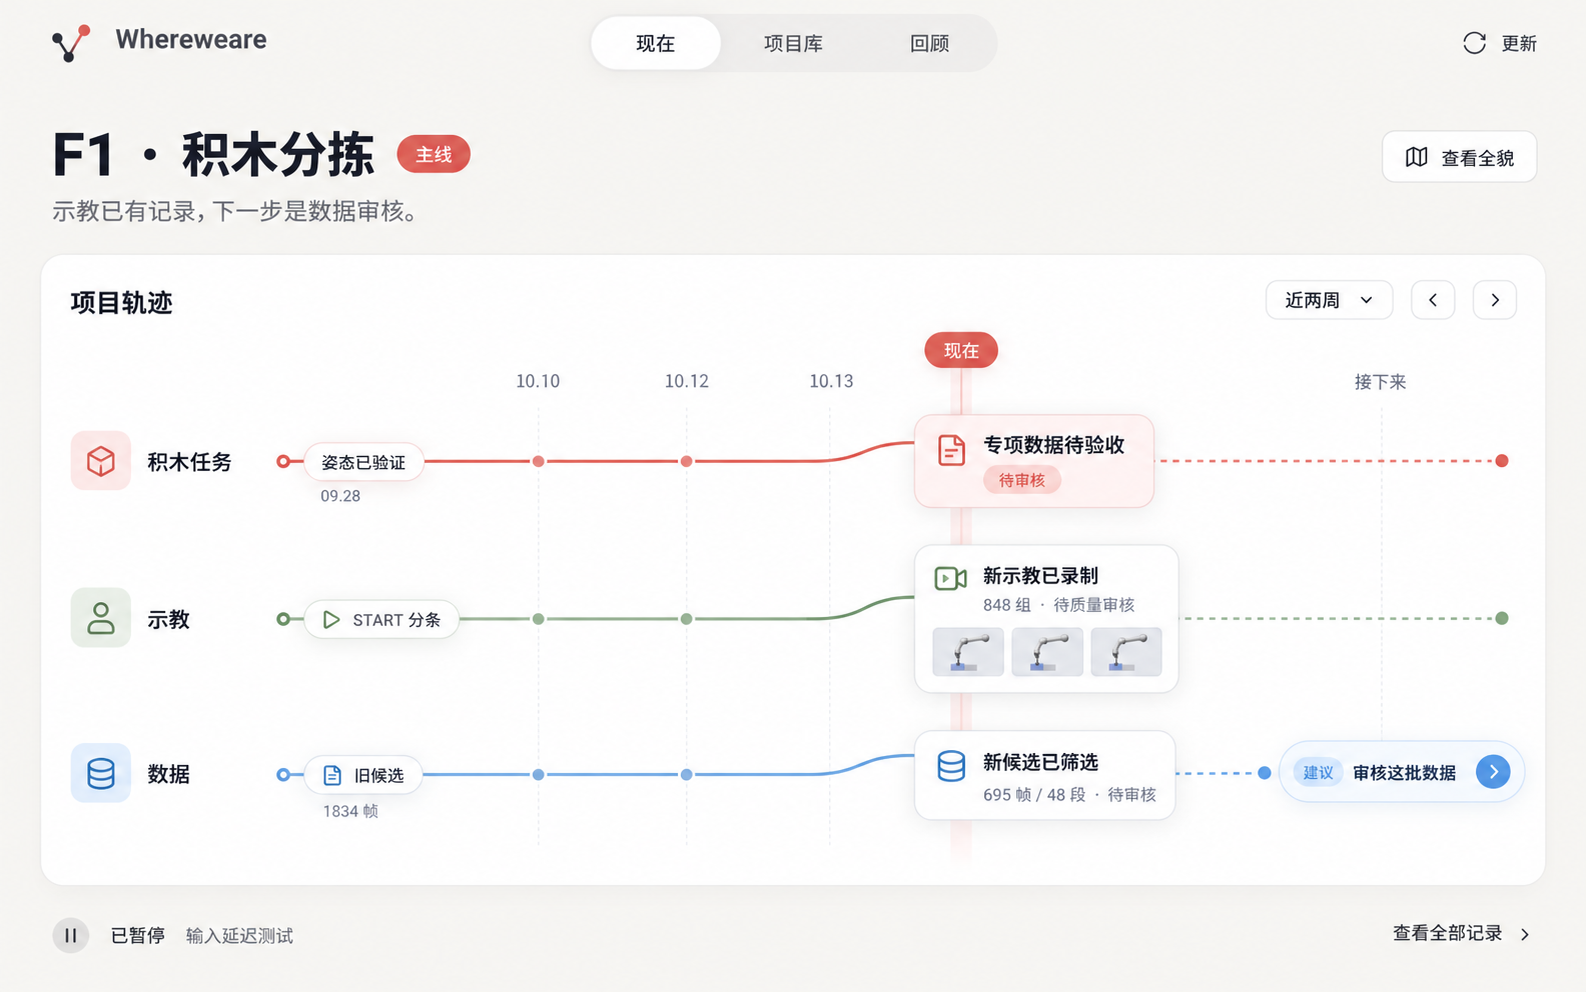 Whereweare
现在
项目库
回顾
更新
F1 · 积木分拣
主线
查看全貌
示教已有记录，下一步是数据审核。
项目轨迹
近两周
现在
10.10
10.12
10.13
接下来
积木任务
姿态已验证
09.28
专项数据待验收
待审核
示教
START 分条
新示教已录制
848 组 · 待质量审核
数据
旧候选
1834 帧
新候选已筛选
695 帧 / 48 段 · 待审核
建议
审核这批数据
已暂停
输入延迟测试
查看全部记录